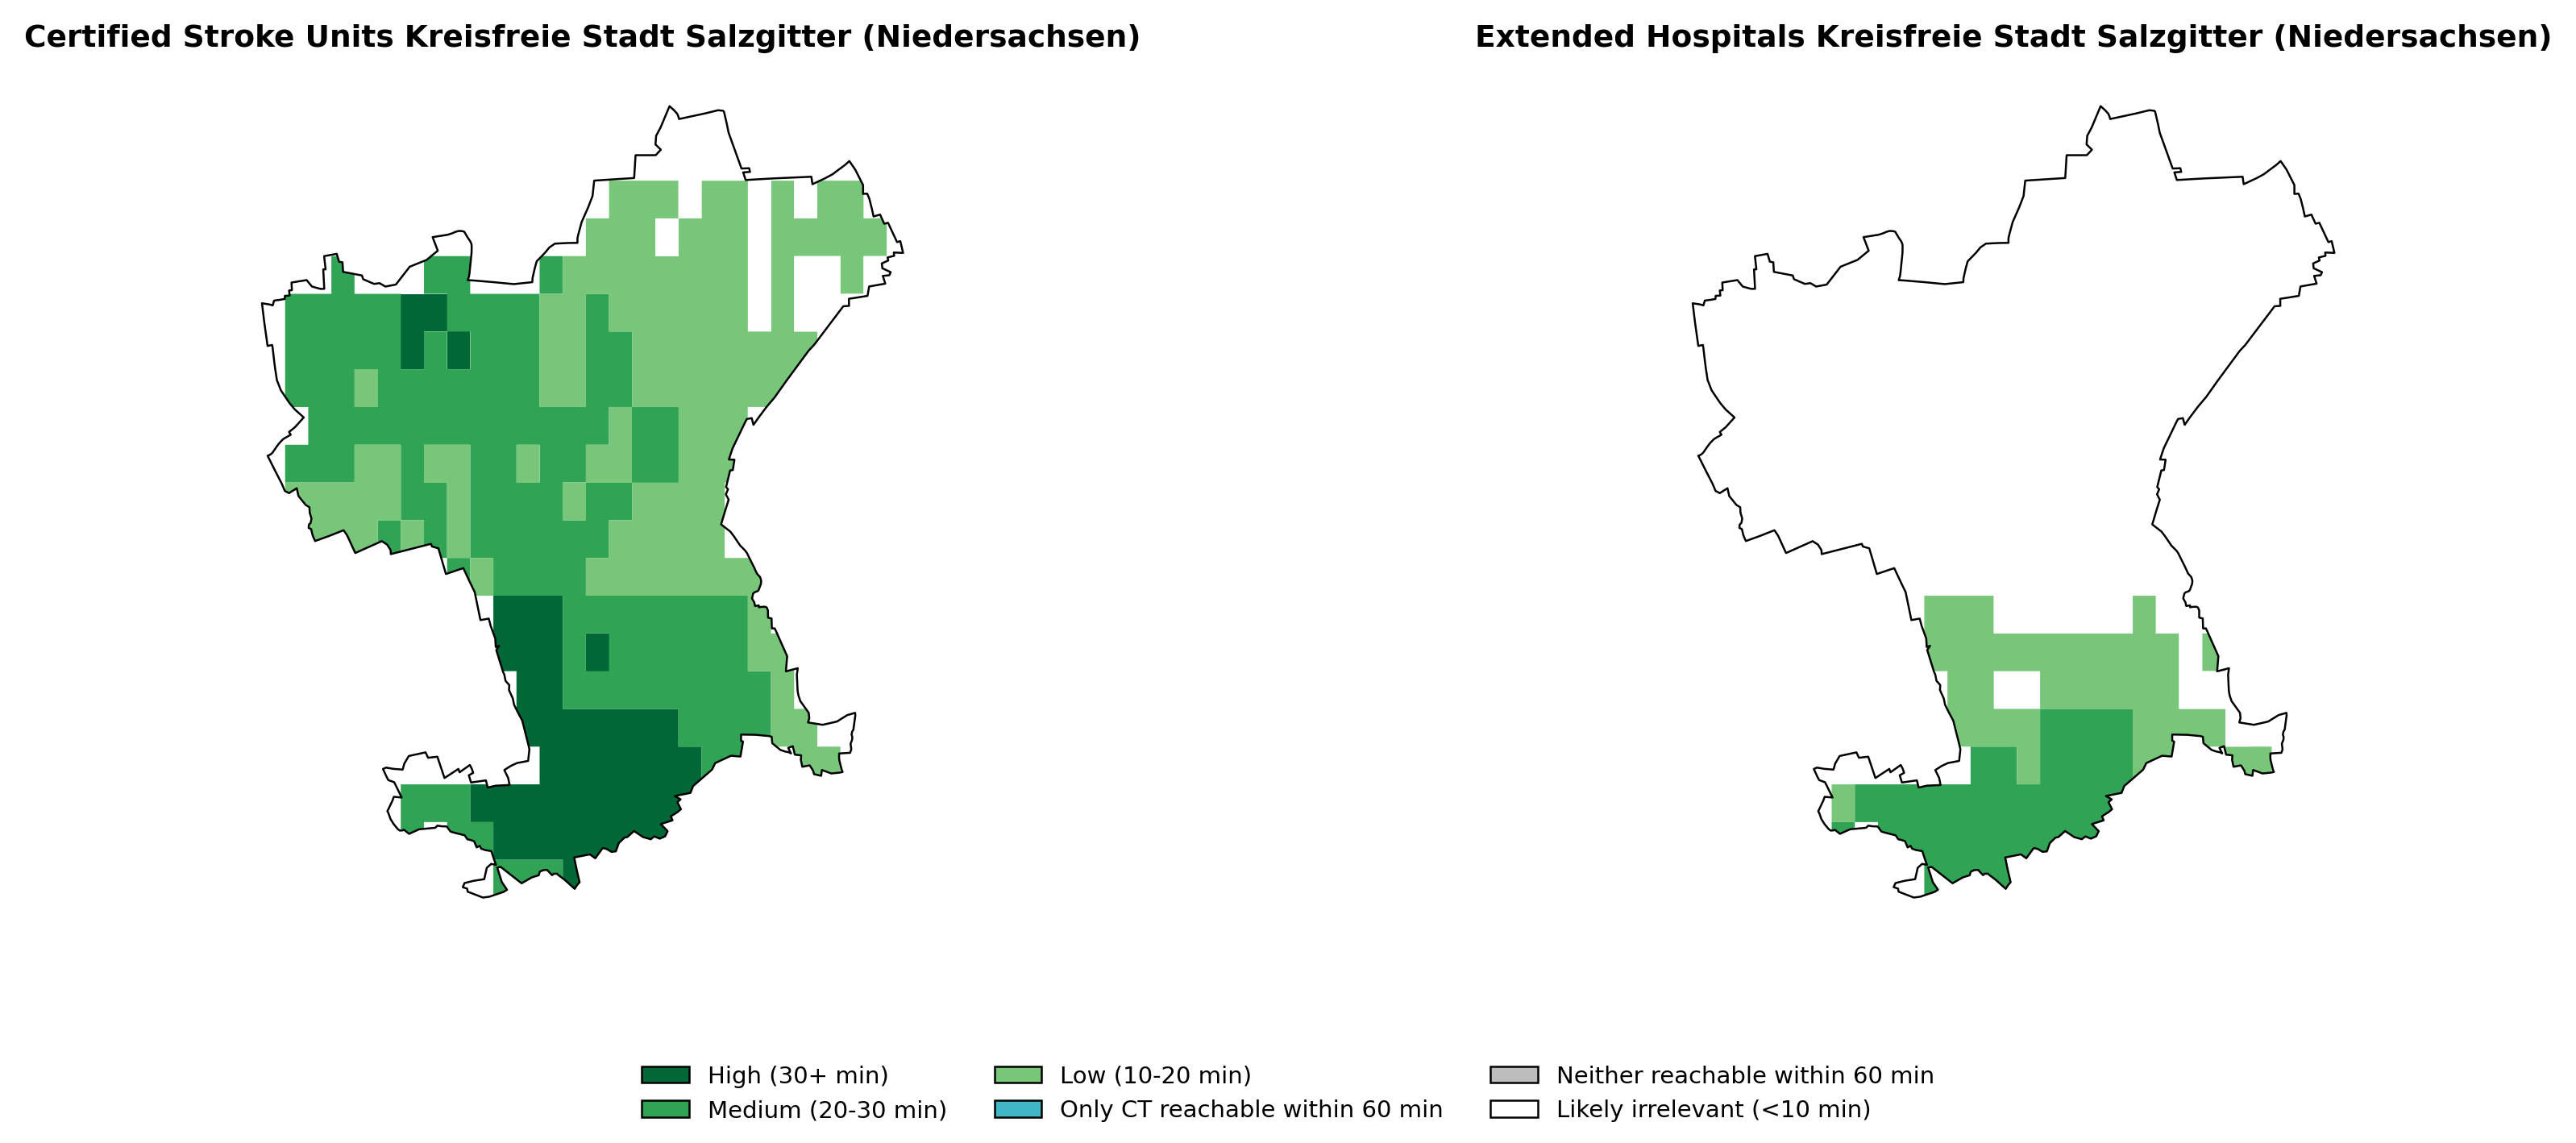 Certified Stroke Units Kreisfreie Stadt Salzgitter (Niedersachsen)
Extended Hospitals Kreisfreie Stadt Salzgitter (Niedersachsen)
High (30+ min)
Medium (20-30 min)
Low (10-20 min)
Only CT reachable within 60 min
Neither reachable within 60 min
Likely irrelevant (<10 min)